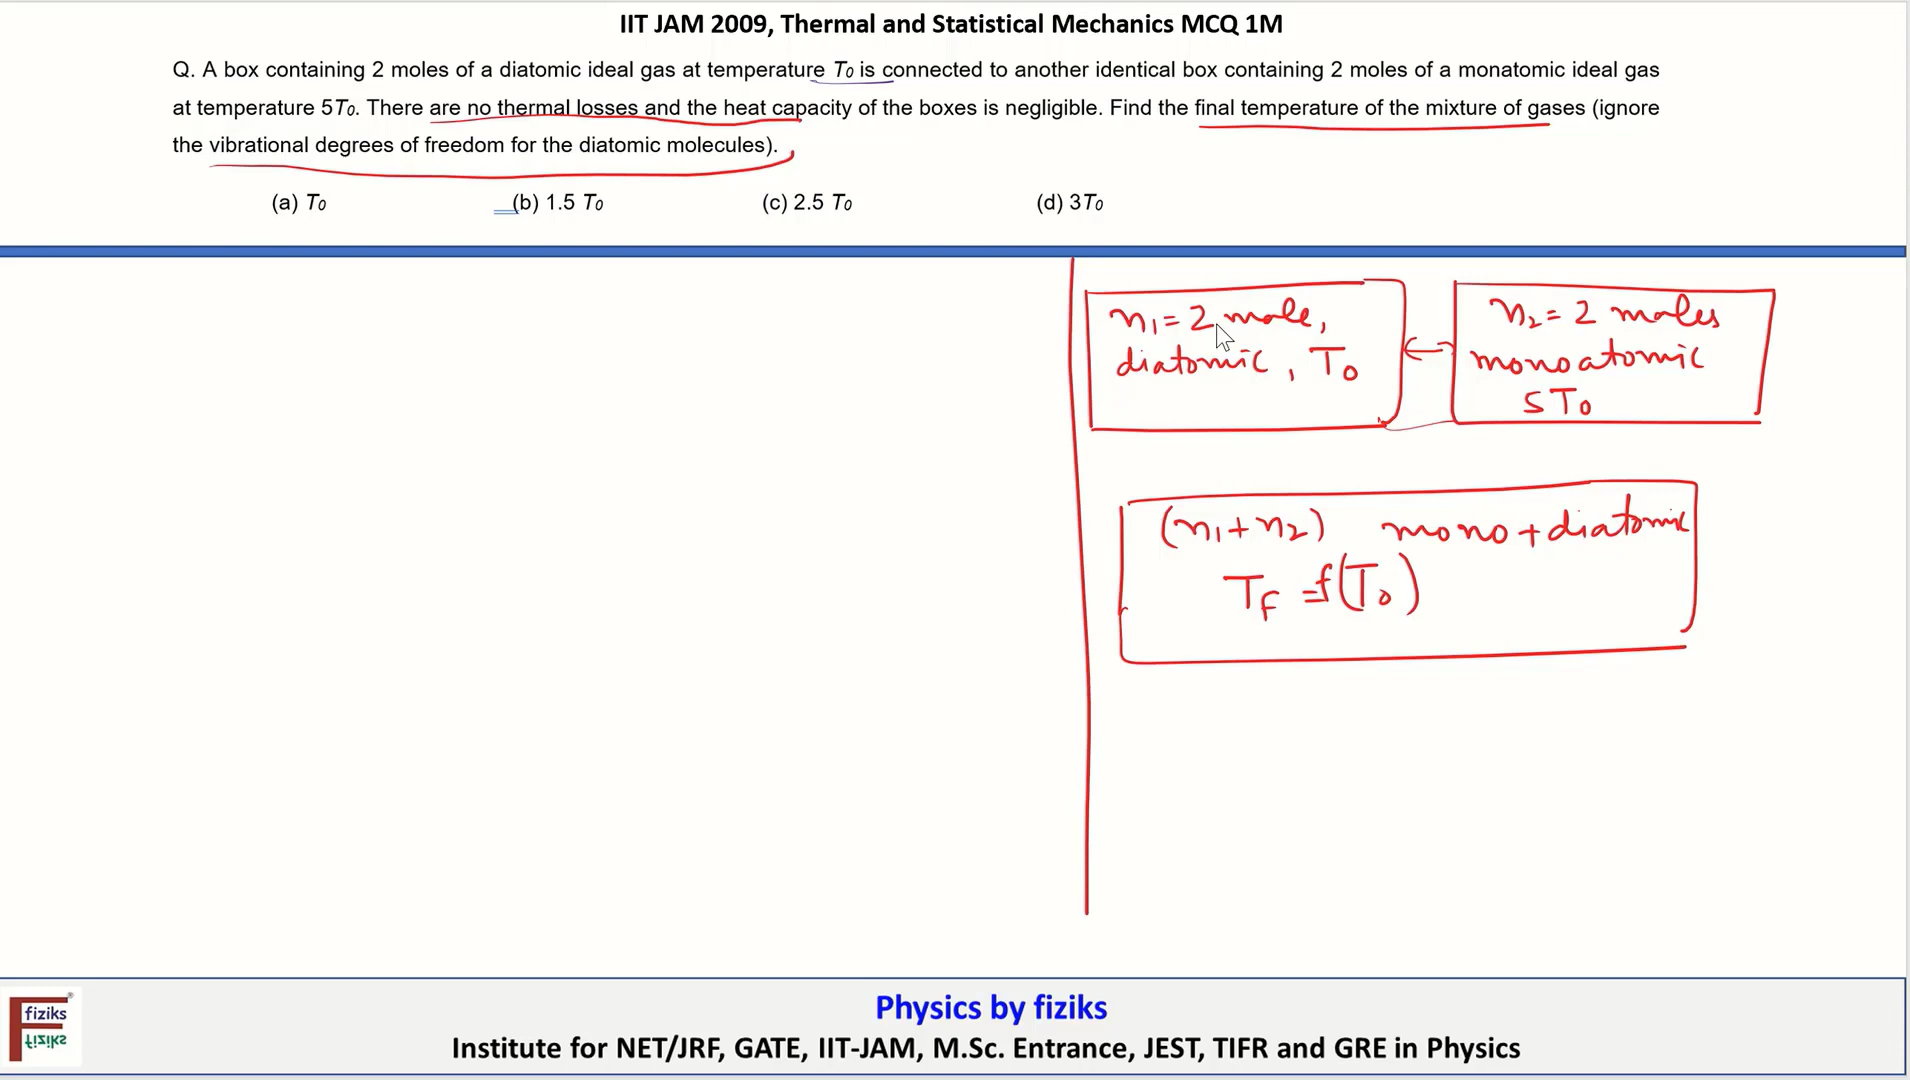 IIT JAM 2009, Thermal and Statistical Mechanics MCQ 1M
Q. A box containing 2 moles of a diatomic ideal gas at temperature T₀ is connected to another identical box containing 2 moles of a monatomic ideal gas
at temperature 5T₀. There are no thermal losses and the heat capacity of the boxes is negligible. Find the final temperature of the mixture of gases (ignore
the vibrational degrees of freedom for the diatomic molecules).
(a) T₀ (b) 1.5 T₀ (c) 2.5 T₀ (d) 3T₀
n₁ = 2 mole,
diatomic, T₀
n₂ = 2 moles
monoatomic
5T₀
(n₁+n₂) mono+diatomic
T_F = f(T₀)
fiziks
fiziks
Physics by fiziks
Institute for NET/JRF, GATE, IIT-JAM, M.Sc. Entrance, JEST, TIFR and GRE in Physics